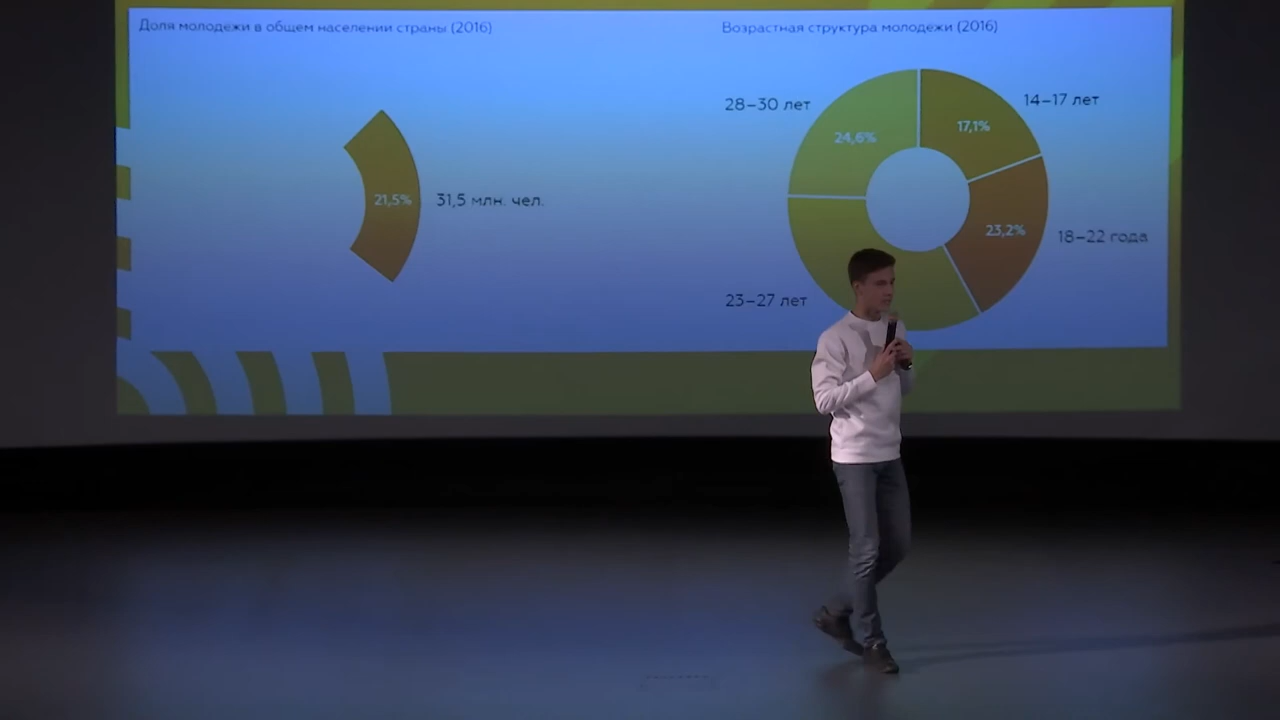 Доля молодежи в общем населении страны (2016)
21,5%
31,5 млн. чел.
Возрастная структура молодежи (2016)
28–30 лет
14–17 лет
24,6%
17,1%
23,2%
18–22 года
23–27 лет